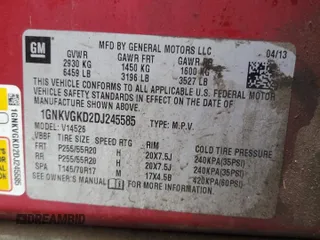 GM
MFD BY GENERAL MOTORS LLC
04/13
GVWR GAWR FRT GAWR RR
2930 KG 1450 KG 1600 KG
6459 LB 3196 LB 3527 LB
THIS VEHICLE CONFORMS TO ALL APPLICABLE U.S. FEDERAL MOTOR
VEHICLE SAFETY AND THEFT PREVENTION STANDARDS IN
EFFECT ON THE DATE OF MANUFACTURE SHOWN ABOVE.
1GNKVGKD2DJ245585 TYPE: M.P.V.
V14526
TIRE SIZE SPEED RTG RIM COLD TIRE PRESSURE
FRT P255/55R20 H 20X7.5J 240KPA(35PSI)
RR P255/55R20 H 20X7.5J 240KPA(35PSI)
SPA T145/70R17 M 17X4.5B 420KPA(60PSI)
SEE OWNER'S MANUAL FOR MORE INFORMATION.
1GNKVGKD2DJ245585
DREAMBID